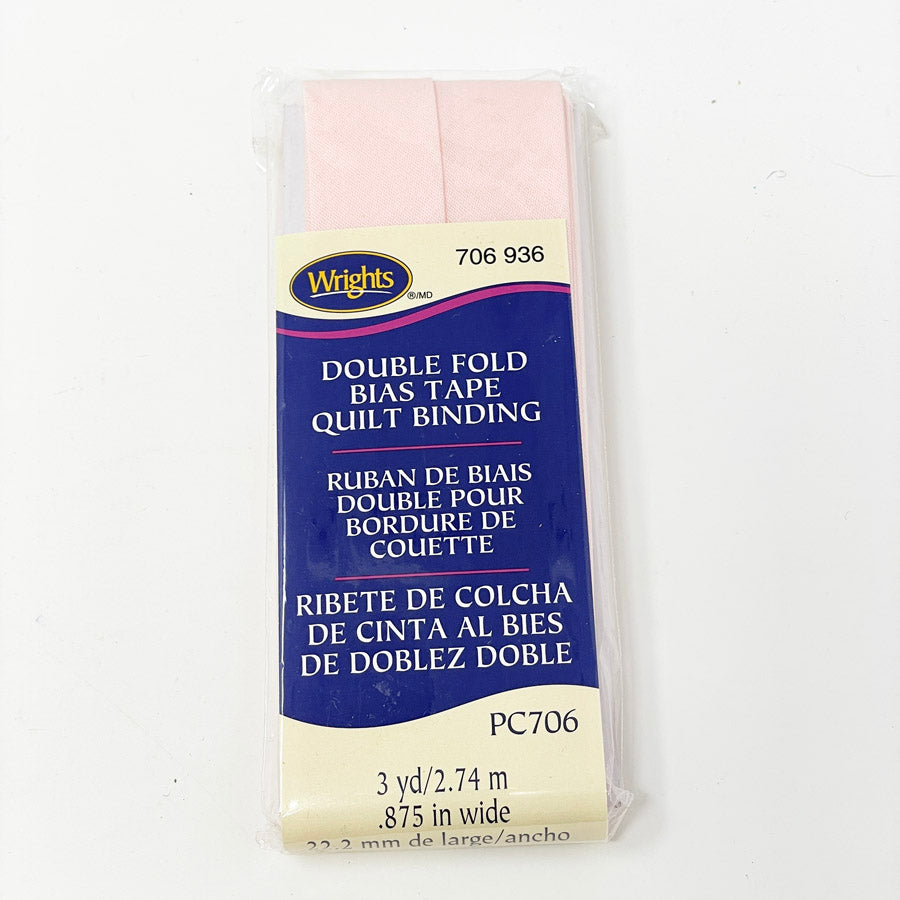 706 936
Wrights
®/MD
DOUBLE FOLD
BIAS TAPE
QUILT BINDING
RUBAN DE BIAIS
DOUBLE POUR
BORDURE DE
COUETTE
RIBETE DE COLCHA
DE CINTA AL BIES
DE DOBLEZ DOBLE
PC706
3 yd/2.74 m
.875 in wide
22.2 mm de large/ancho